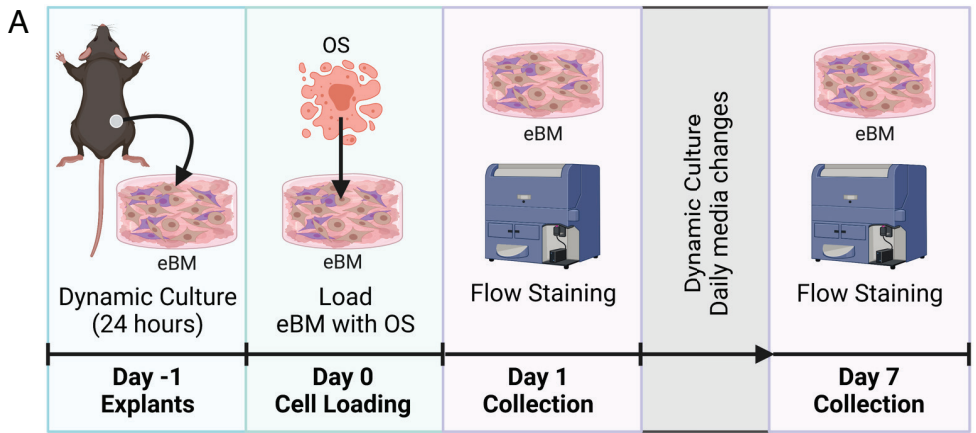 A
eBM
Dynamic Culture
(24 hours)
Day -1
Explants
OS
eBM
Load
eBM with OS
Day 0
Cell Loading
eBM
Flow Staining
Day 1
Collection
Dynamic Culture
Daily media changes
eBM
Flow Staining
Day 7
Collection